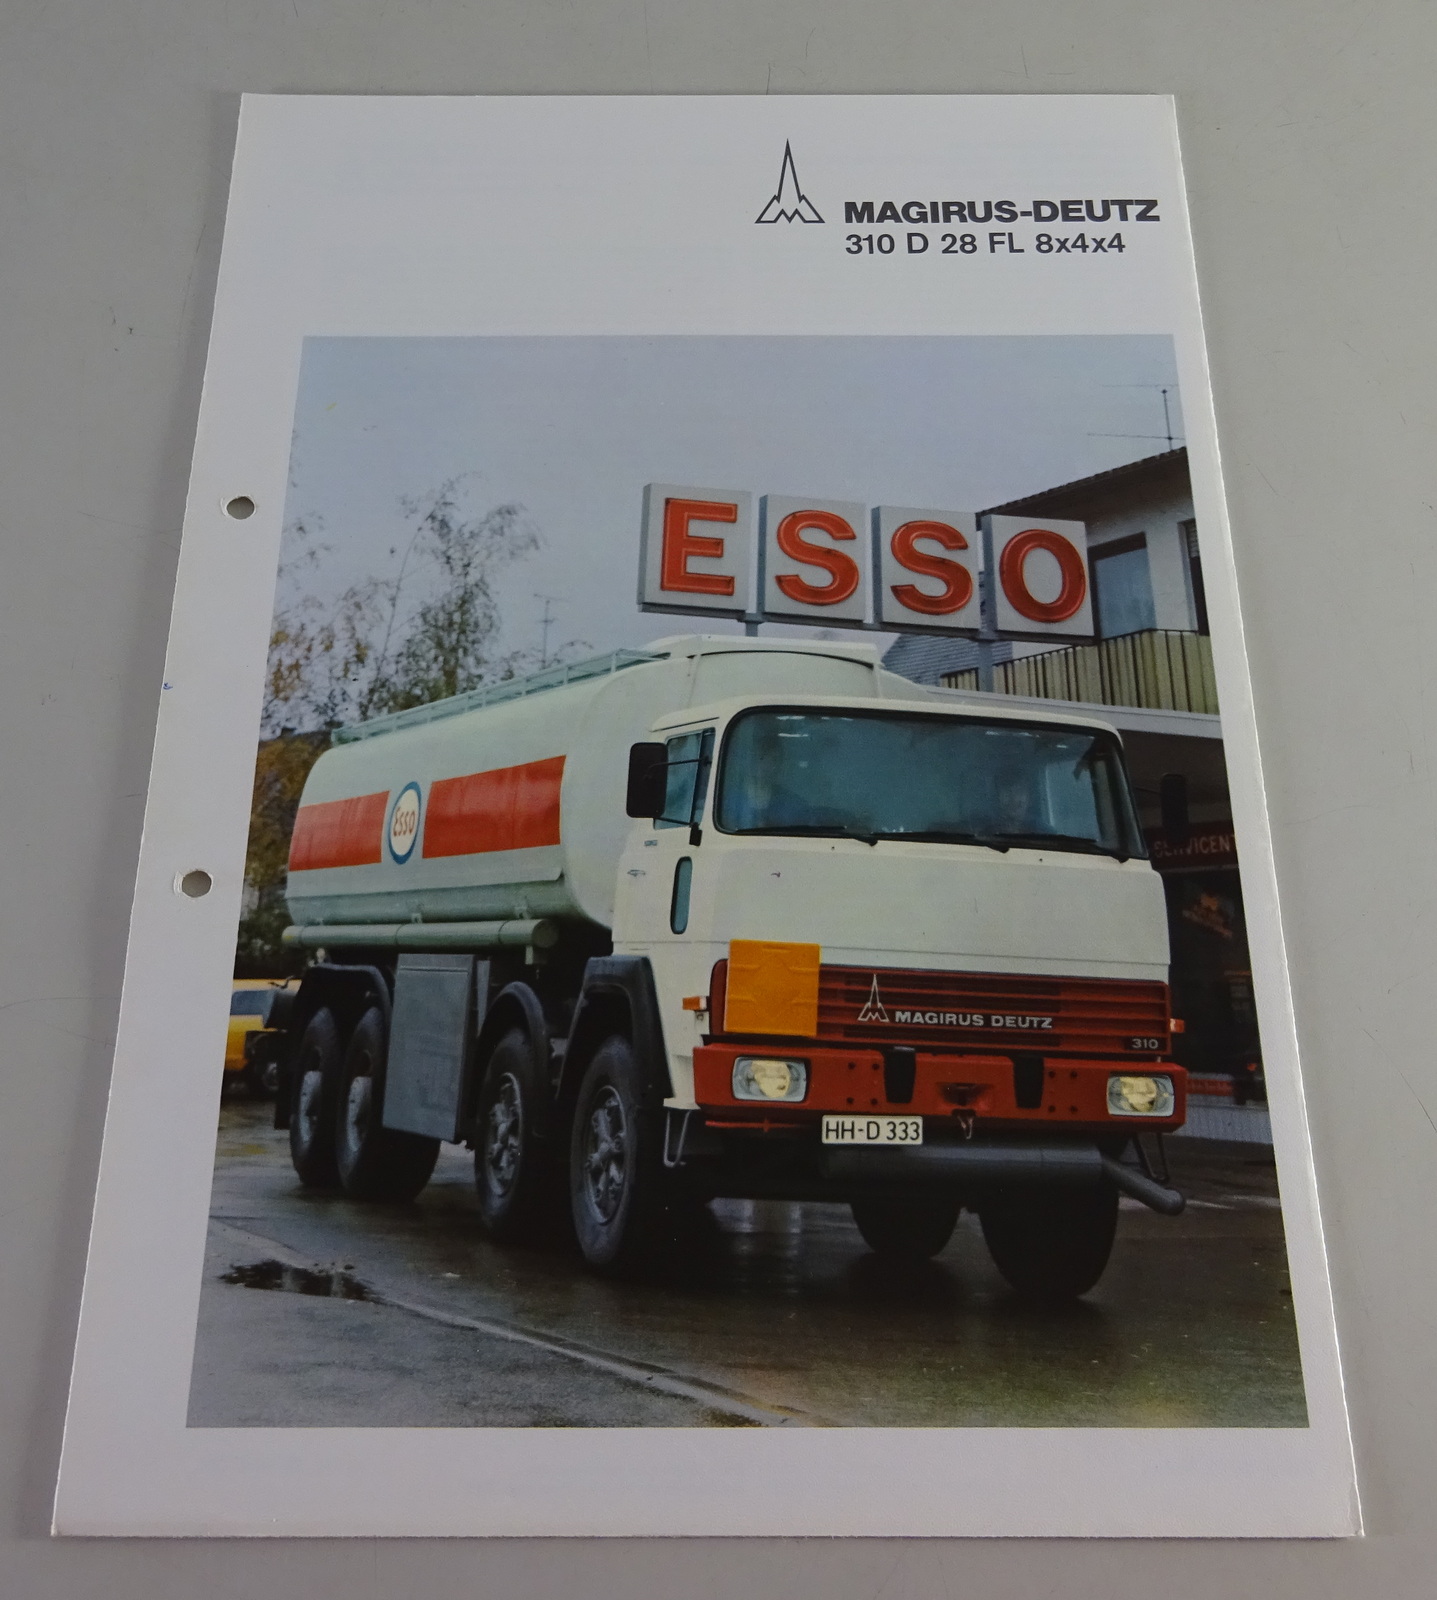 MAGIRUS-DEUTZ
310 D 28 FL 8x4x4
ESSO
Esso
MAGIRUS DEUTZ
310
HH-D 333